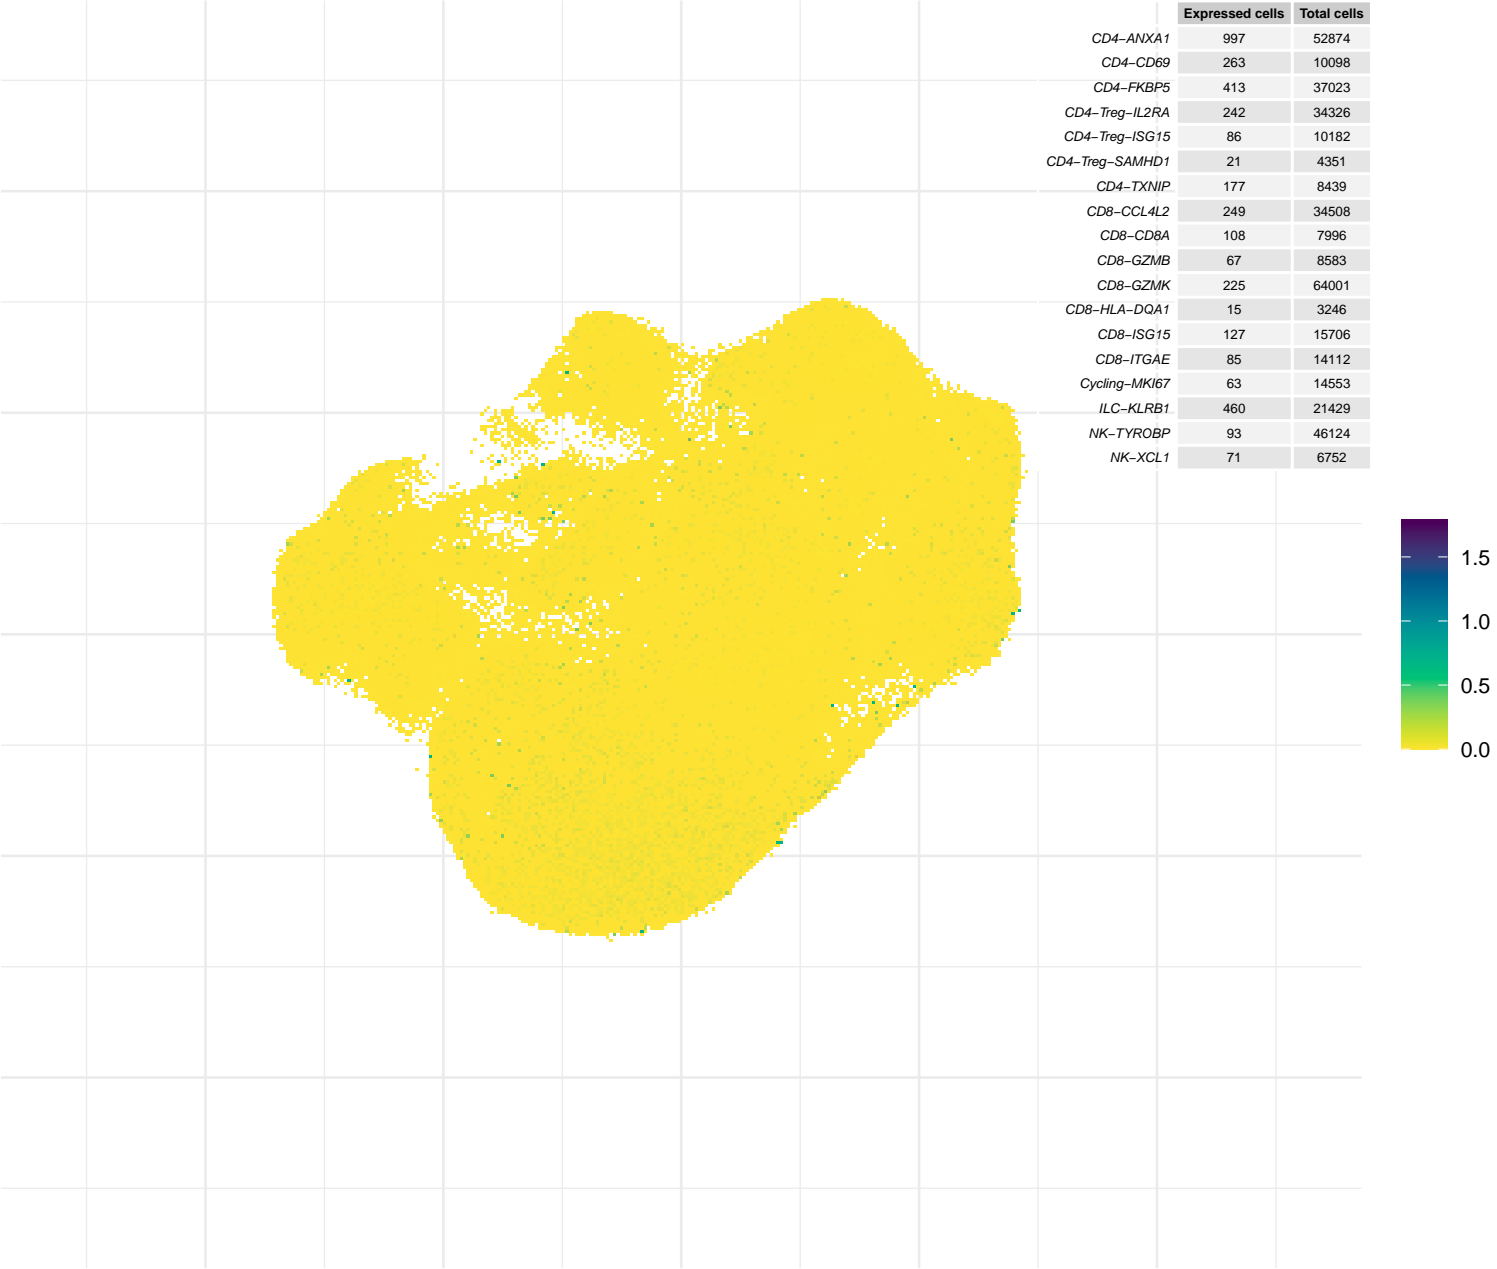 Expressed cells Total cells
CD4−ANXA1 997 52874
CD4−CD69 263 10098
CD4−FKBP5 413 37023
CD4−Treg−IL2RA 242 34326
CD4−Treg−ISG15 86 10182
CD4−Treg−SAMHD1 21 4351
CD4−TXNIP 177 8439
CD8−CCL4L2 249 34508
CD8−CD8A 108 7996
CD8−GZMB 67 8583
CD8−GZMK 225 64001
CD8−HLA−DQA1 15 3246
CD8−ISG15 127 15706
CD8−ITGAE 85 14112
Cycling−MKI67 63 14553
ILC−KLRB1 460 21429
NK−TYROBP 93 46124
NK−XCL1 71 6752
1.5
1.0
0.5
0.0